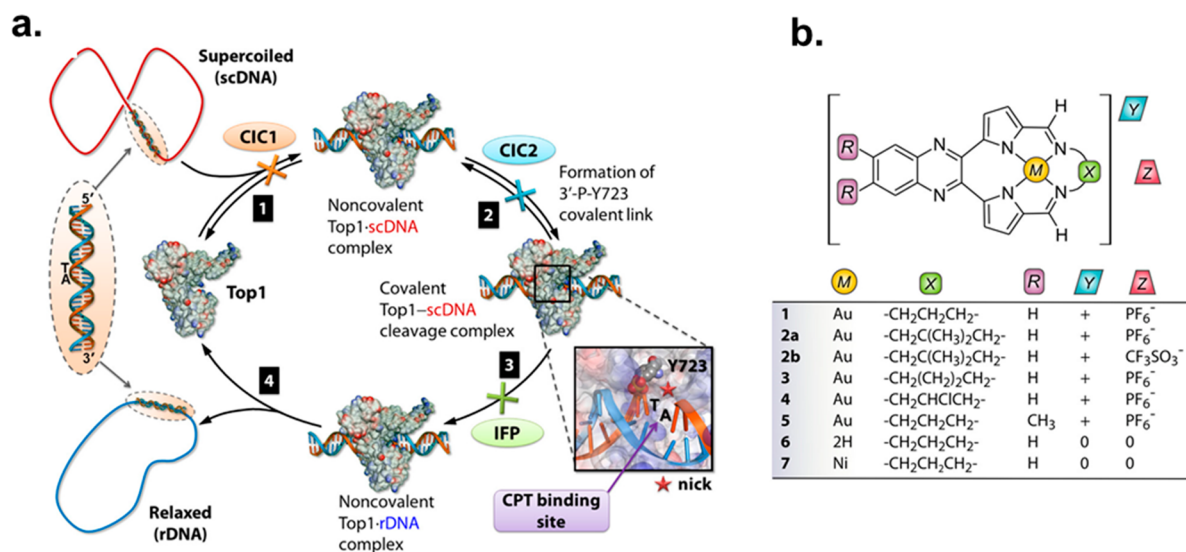 a.
Supercoiled
(scDNA)
CIC1
CIC2
Formation of
3′-P-Y723
covalent link
1
2
Noncovalent
Top1·scDNA
complex
5′
T
A
3′
Top1
Covalent
Top1–scDNA
cleavage complex
3
4
IFP
Y723
T
A
nick
CPT binding
site
Relaxed
(rDNA)
Noncovalent
Top1·rDNA
complex
b.
H
Y
R
N
N
N
M
X
Z
R
N
N
N
H
M X R Y Z
1 Au -CH₂CH₂CH₂- H + PF₆⁻
2a Au -CH₂C(CH₃)₂CH₂- H + PF₆⁻
2b Au -CH₂C(CH₃)₂CH₂- H + CF₃SO₃⁻
3 Au -CH₂(CH)₂CH₂- H + PF₆⁻
4 Au -CH₂CHClCH₂- H + PF₆⁻
5 Au -CH₂CH₂CH₂- CH₃ + PF₆⁻
6 2H -CH₂CH₂CH₂- H 0 0
7 Ni -CH₂CH₂CH₂- H 0 0